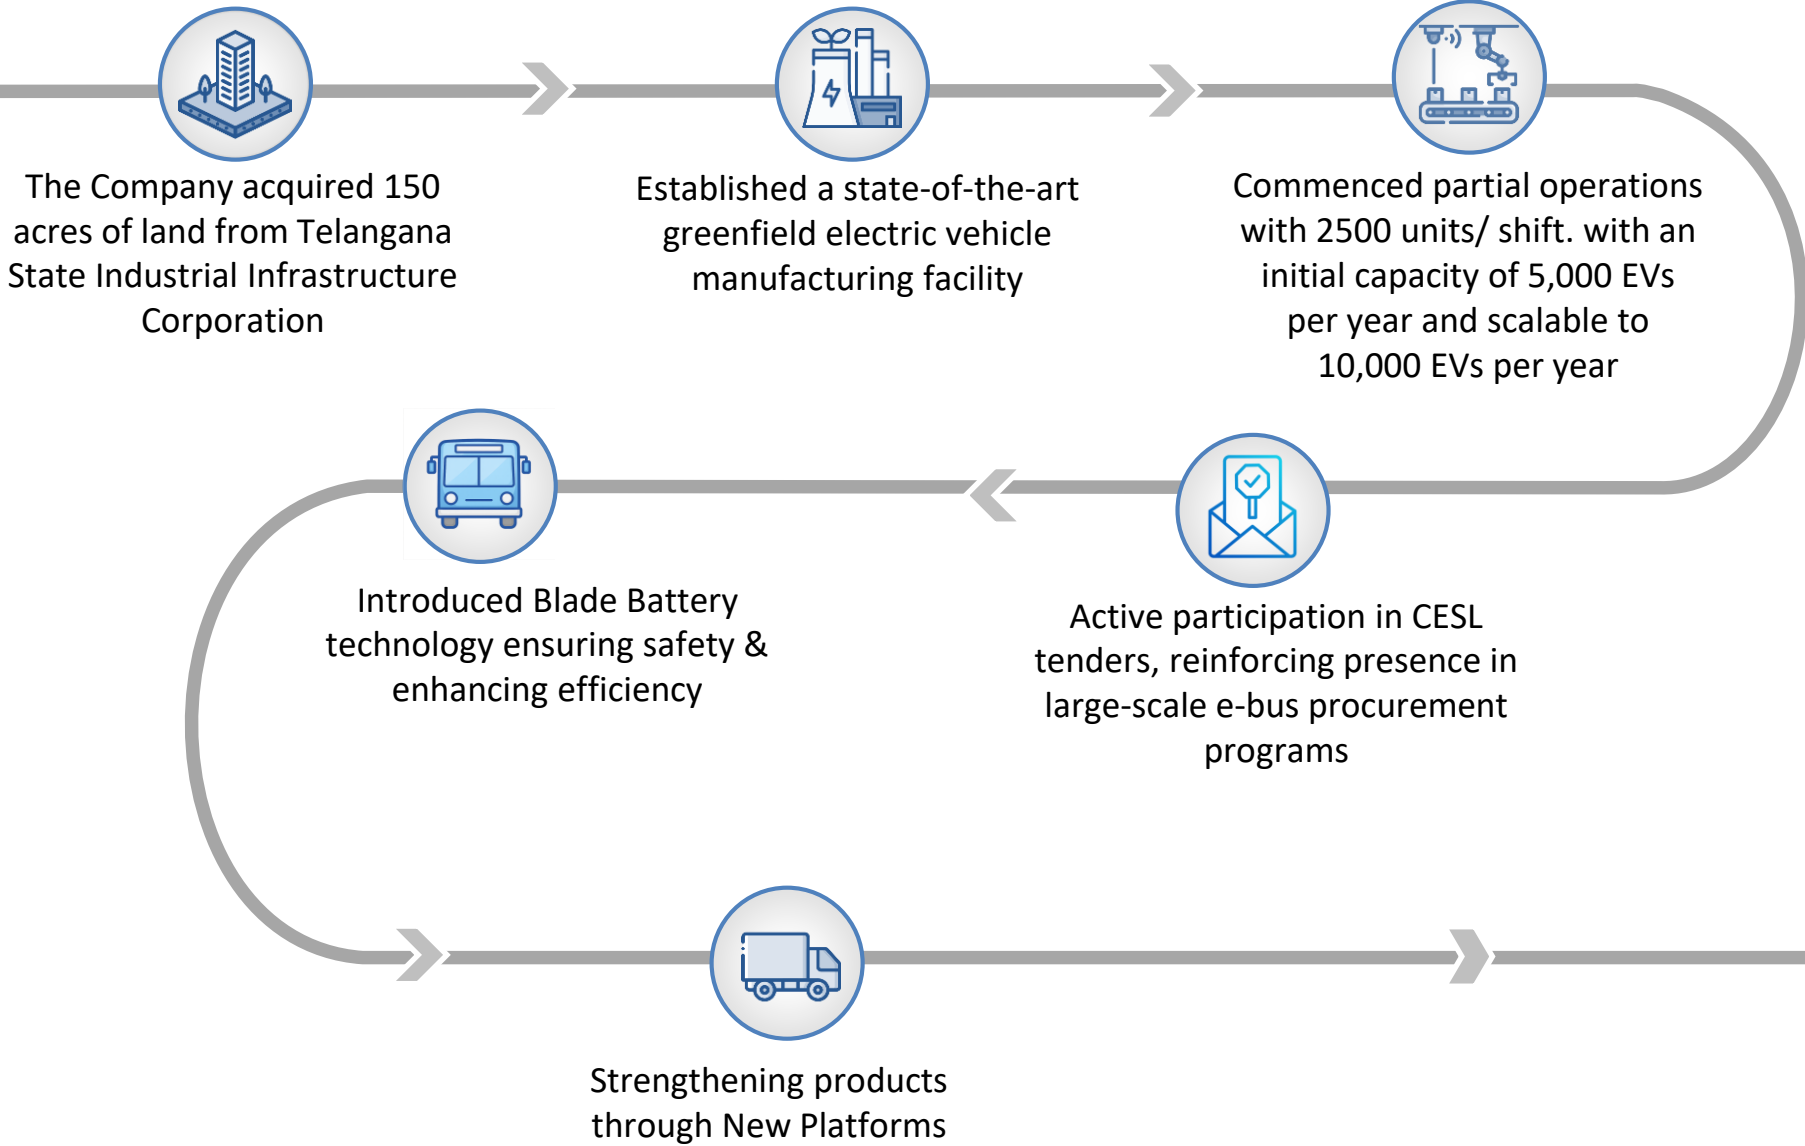 The Company acquired 150
acres of land from Telangana
State Industrial Infrastructure
Corporation
Established a state-of-the-art
greenfield electric vehicle
manufacturing facility
Commenced partial operations
with 2500 units/ shift. with an
initial capacity of 5,000 EVs
per year and scalable to
10,000 EVs per year
Active participation in CESL
tenders, reinforcing presence in
large-scale e-bus procurement
programs
Introduced Blade Battery
technology ensuring safety &
enhancing efficiency
Strengthening products
through New Platforms